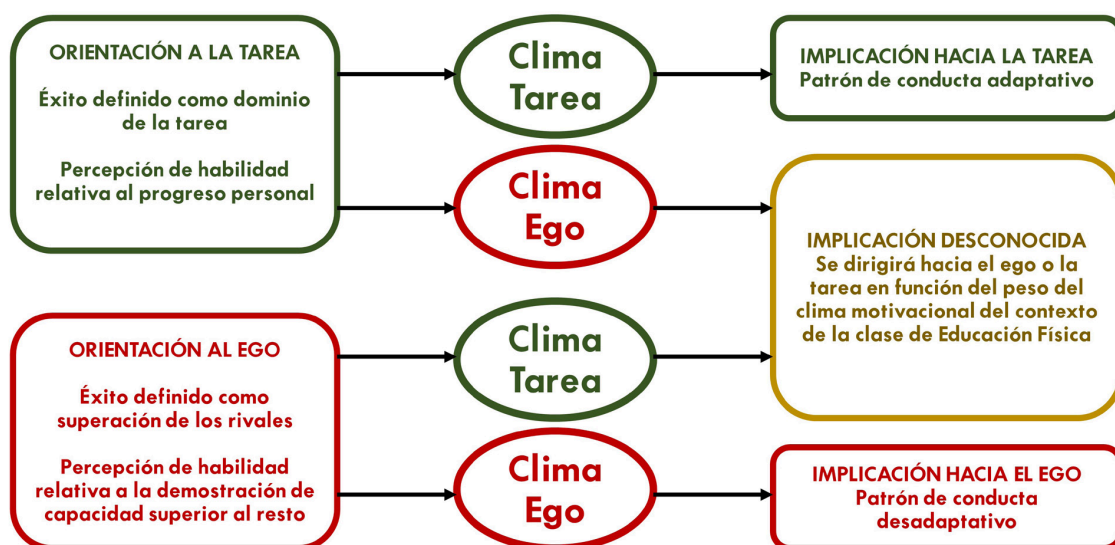 ORIENTACIÓN A LA TAREA
Éxito definido como dominio
de la tarea
Percepción de habilidad
relativa al progreso personal
Clima
Tarea
IMPLICACIÓN HACIA LA TAREA
Patrón de conducta adaptativo
Clima
Ego
IMPLICACIÓN DESCONOCIDA
Se dirigirá hacia el ego o la
tarea en función del peso del
clima motivacional del contexto
de la clase de Educación Física
ORIENTACIÓN AL EGO
Éxito definido como
superación de los rivales
Percepción de habilidad
relativa a la demostración de
capacidad superior al resto
Clima
Tarea
Clima
Ego
IMPLICACIÓN HACIA EL EGO
Patrón de conducta
desadaptativo